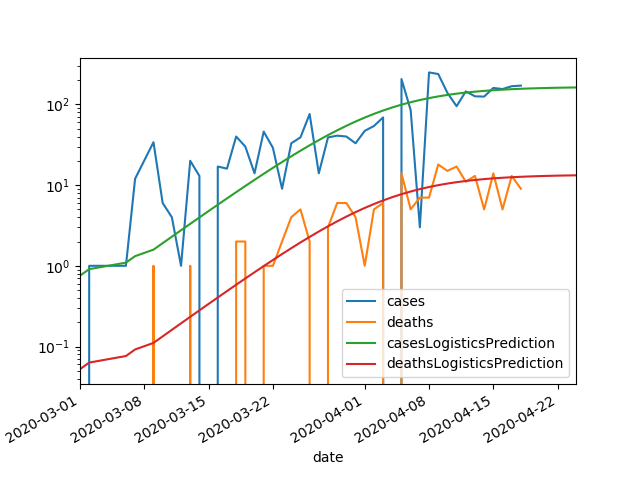 10²
10¹
10⁰
10⁻¹
cases
deaths
casesLogisticsPrediction
deathsLogisticsPrediction
2020-03-01
2020-03-08
2020-03-15
2020-03-22
2020-04-01
2020-04-08
2020-04-15
2020-04-22
date